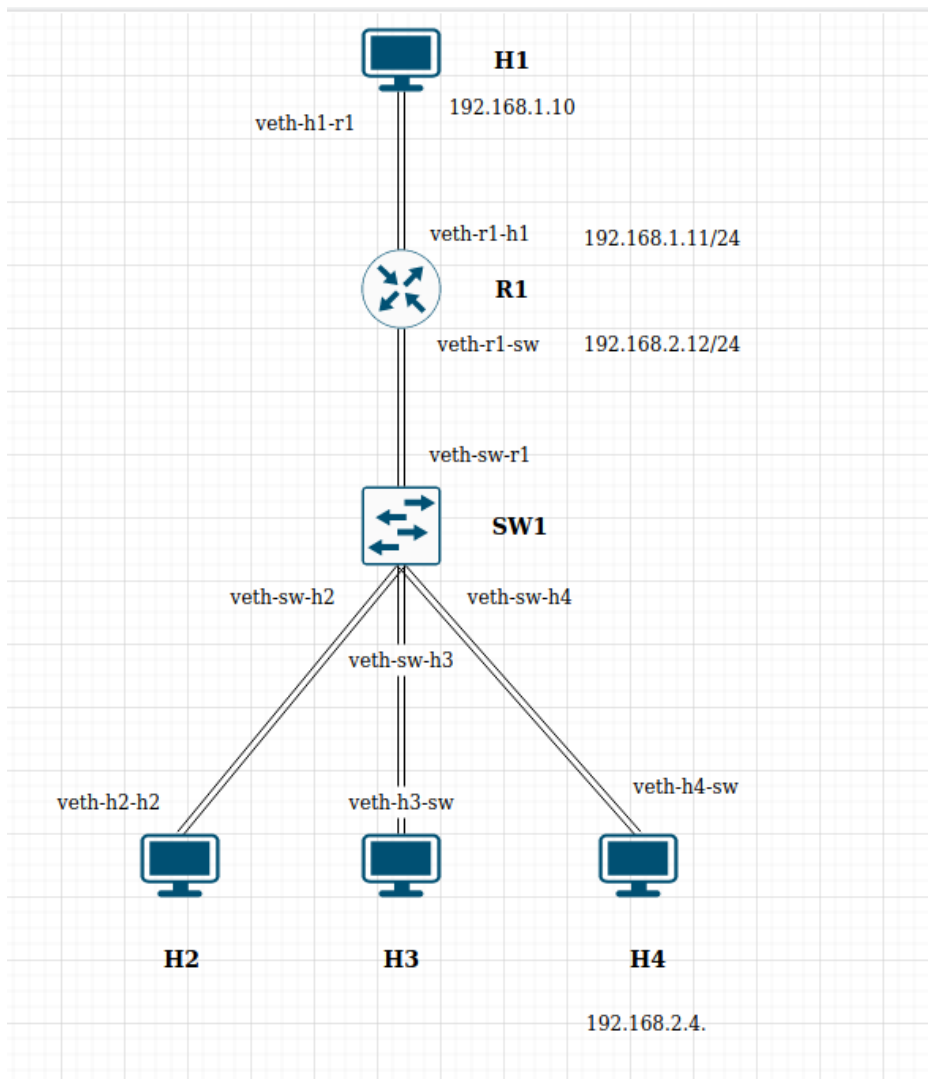 H1
192.168.1.10
veth-h1-r1
veth-r1-h1 192.168.1.11/24
R1
veth-r1-sw 192.168.2.12/24
veth-sw-r1
SW1
veth-sw-h2 veth-sw-h4
veth-sw-h3
veth-h4-sw
veth-h2-h2 veth-h3-sw
H2 H3 H4
192.168.2.4.